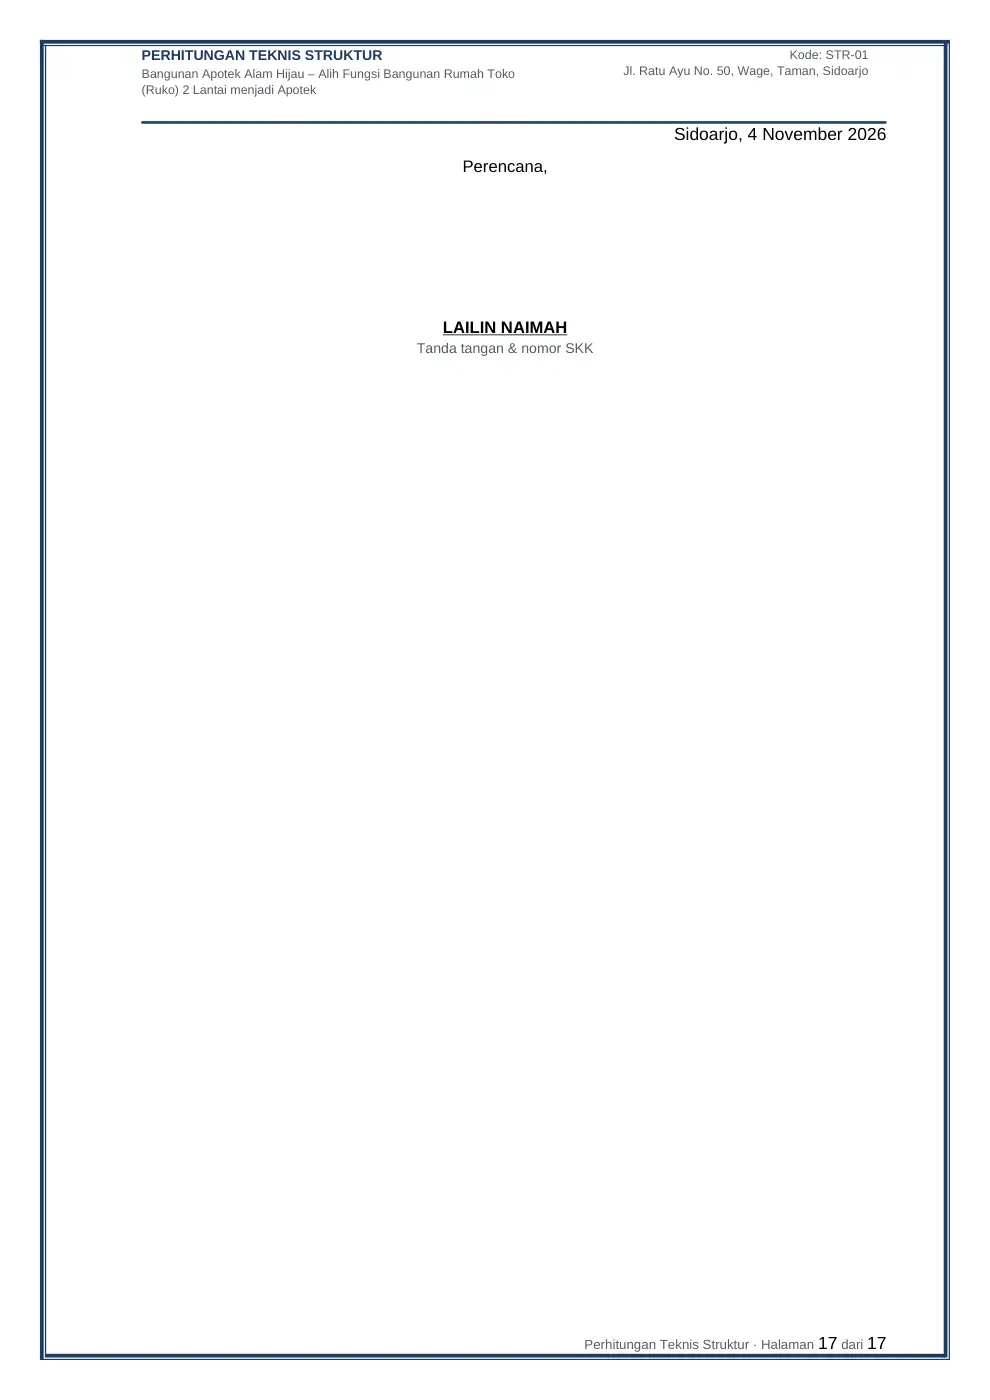 PERHITUNGAN TEKNIS STRUKTUR
Bangunan Apotek Alam Hijau – Alih Fungsi Bangunan Rumah Toko
(Ruko) 2 Lantai menjadi Apotek
Kode: STR-01
Jl. Ratu Ayu No. 50, Wage, Taman, Sidoarjo
Sidoarjo, 4 November 2026
Perencana,
LAILIN NAIMAH
Tanda tangan & nomor SKK
Perhitungan Teknis Struktur · Halaman 17 dari 17